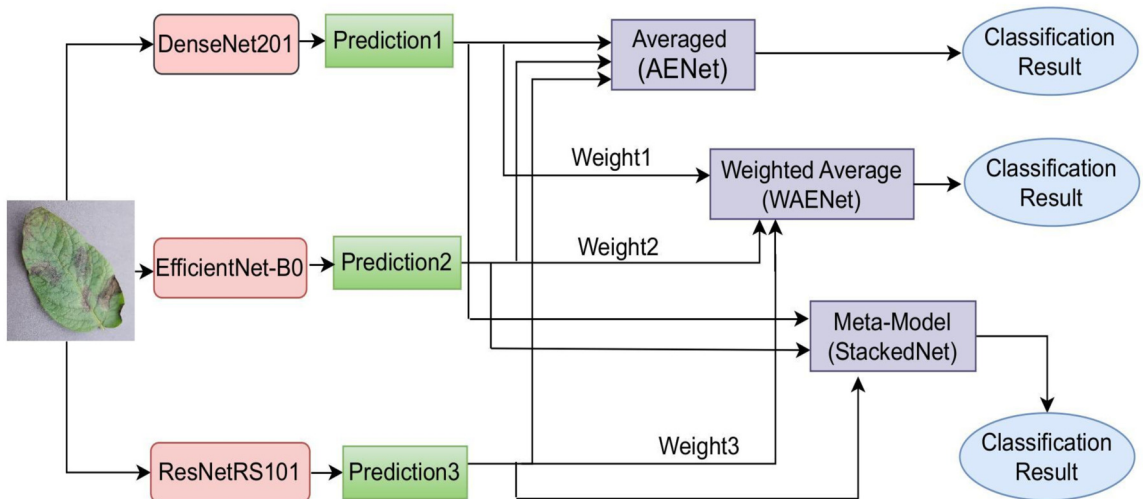 DenseNet201
Prediction1
Averaged
(AENet)
Classification
Result
Weight1
Weighted Average
(WAENet)
Classification
Result
EfficientNet-B0
Prediction2
Weight2
Meta-Model
(StackedNet)
Classification
Result
ResNetRS101
Prediction3
Weight3